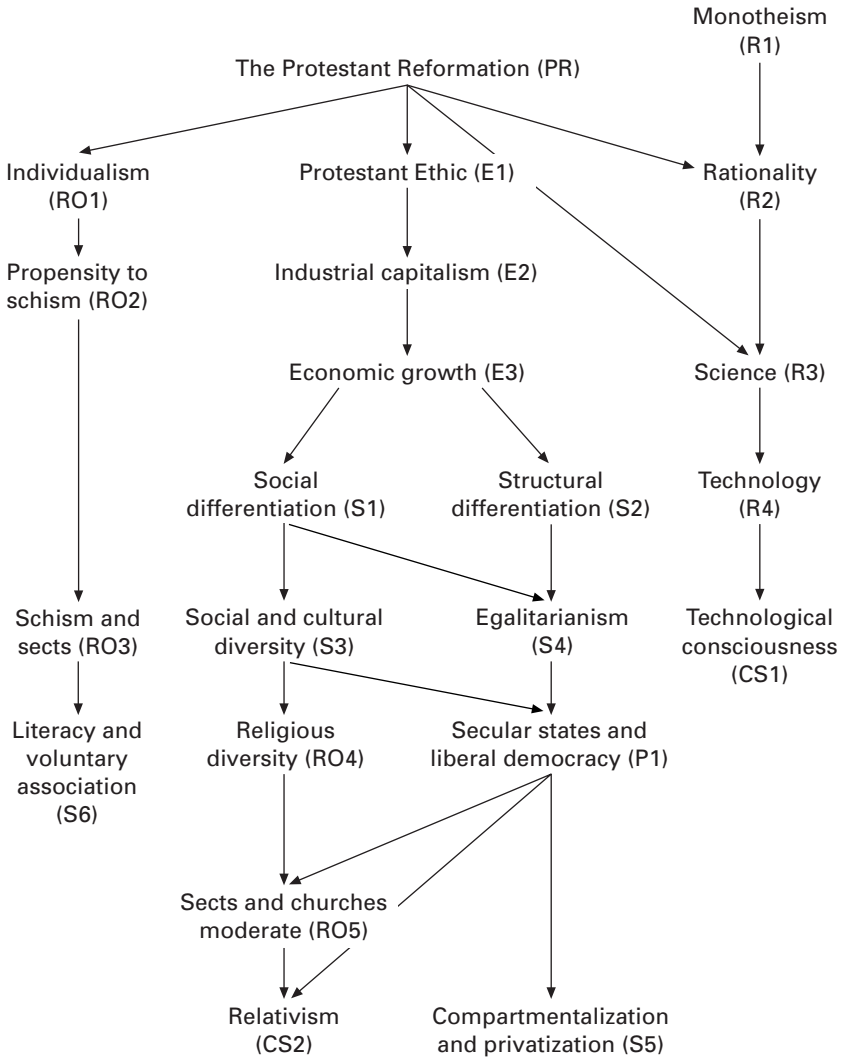 Monotheism
(R1)
The Protestant Reformation (PR)
Individualism
(RO1)
Protestant Ethic (E1)
Rationality
(R2)
Propensity to
schism (RO2)
Industrial capitalism (E2)
Economic growth (E3)
Science (R3)
Social
differentiation (S1)
Structural
differentiation (S2)
Technology
(R4)
Schism and
sects (RO3)
Social and cultural
diversity (S3)
Egalitarianism
(S4)
Technological
consciousness
(CS1)
Literacy and
voluntary
association
(S6)
Religious
diversity (RO4)
Secular states and
liberal democracy (P1)
Sects and churches
moderate (RO5)
Relativism
(CS2)
Compartmentalization
and privatization (S5)